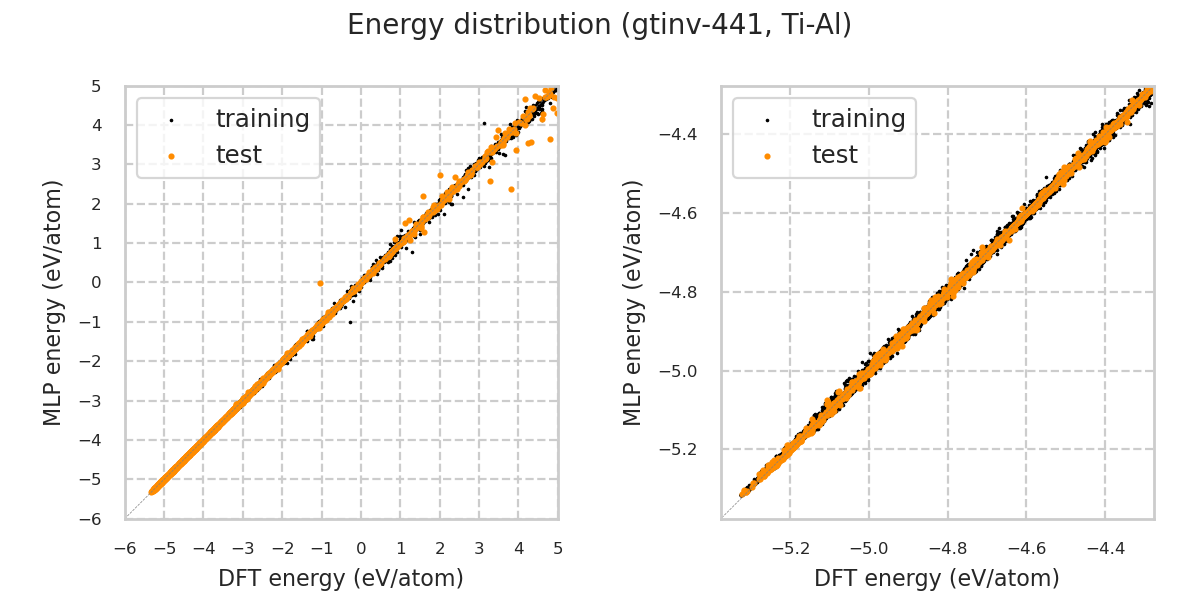 Energy distribution (gtinv-441, Ti-Al)
training
test
5
4
3
2
1
0
−1
−2
−3
−4
−5
−6
MLP energy (eV/atom)
−6 −5 −4 −3 −2 −1 0 1 2 3 4 5
DFT energy (eV/atom)
training
test
−4.4
−4.6
−4.8
−5.0
−5.2
MLP energy (eV/atom)
−5.2 −5.0 −4.8 −4.6 −4.4
DFT energy (eV/atom)